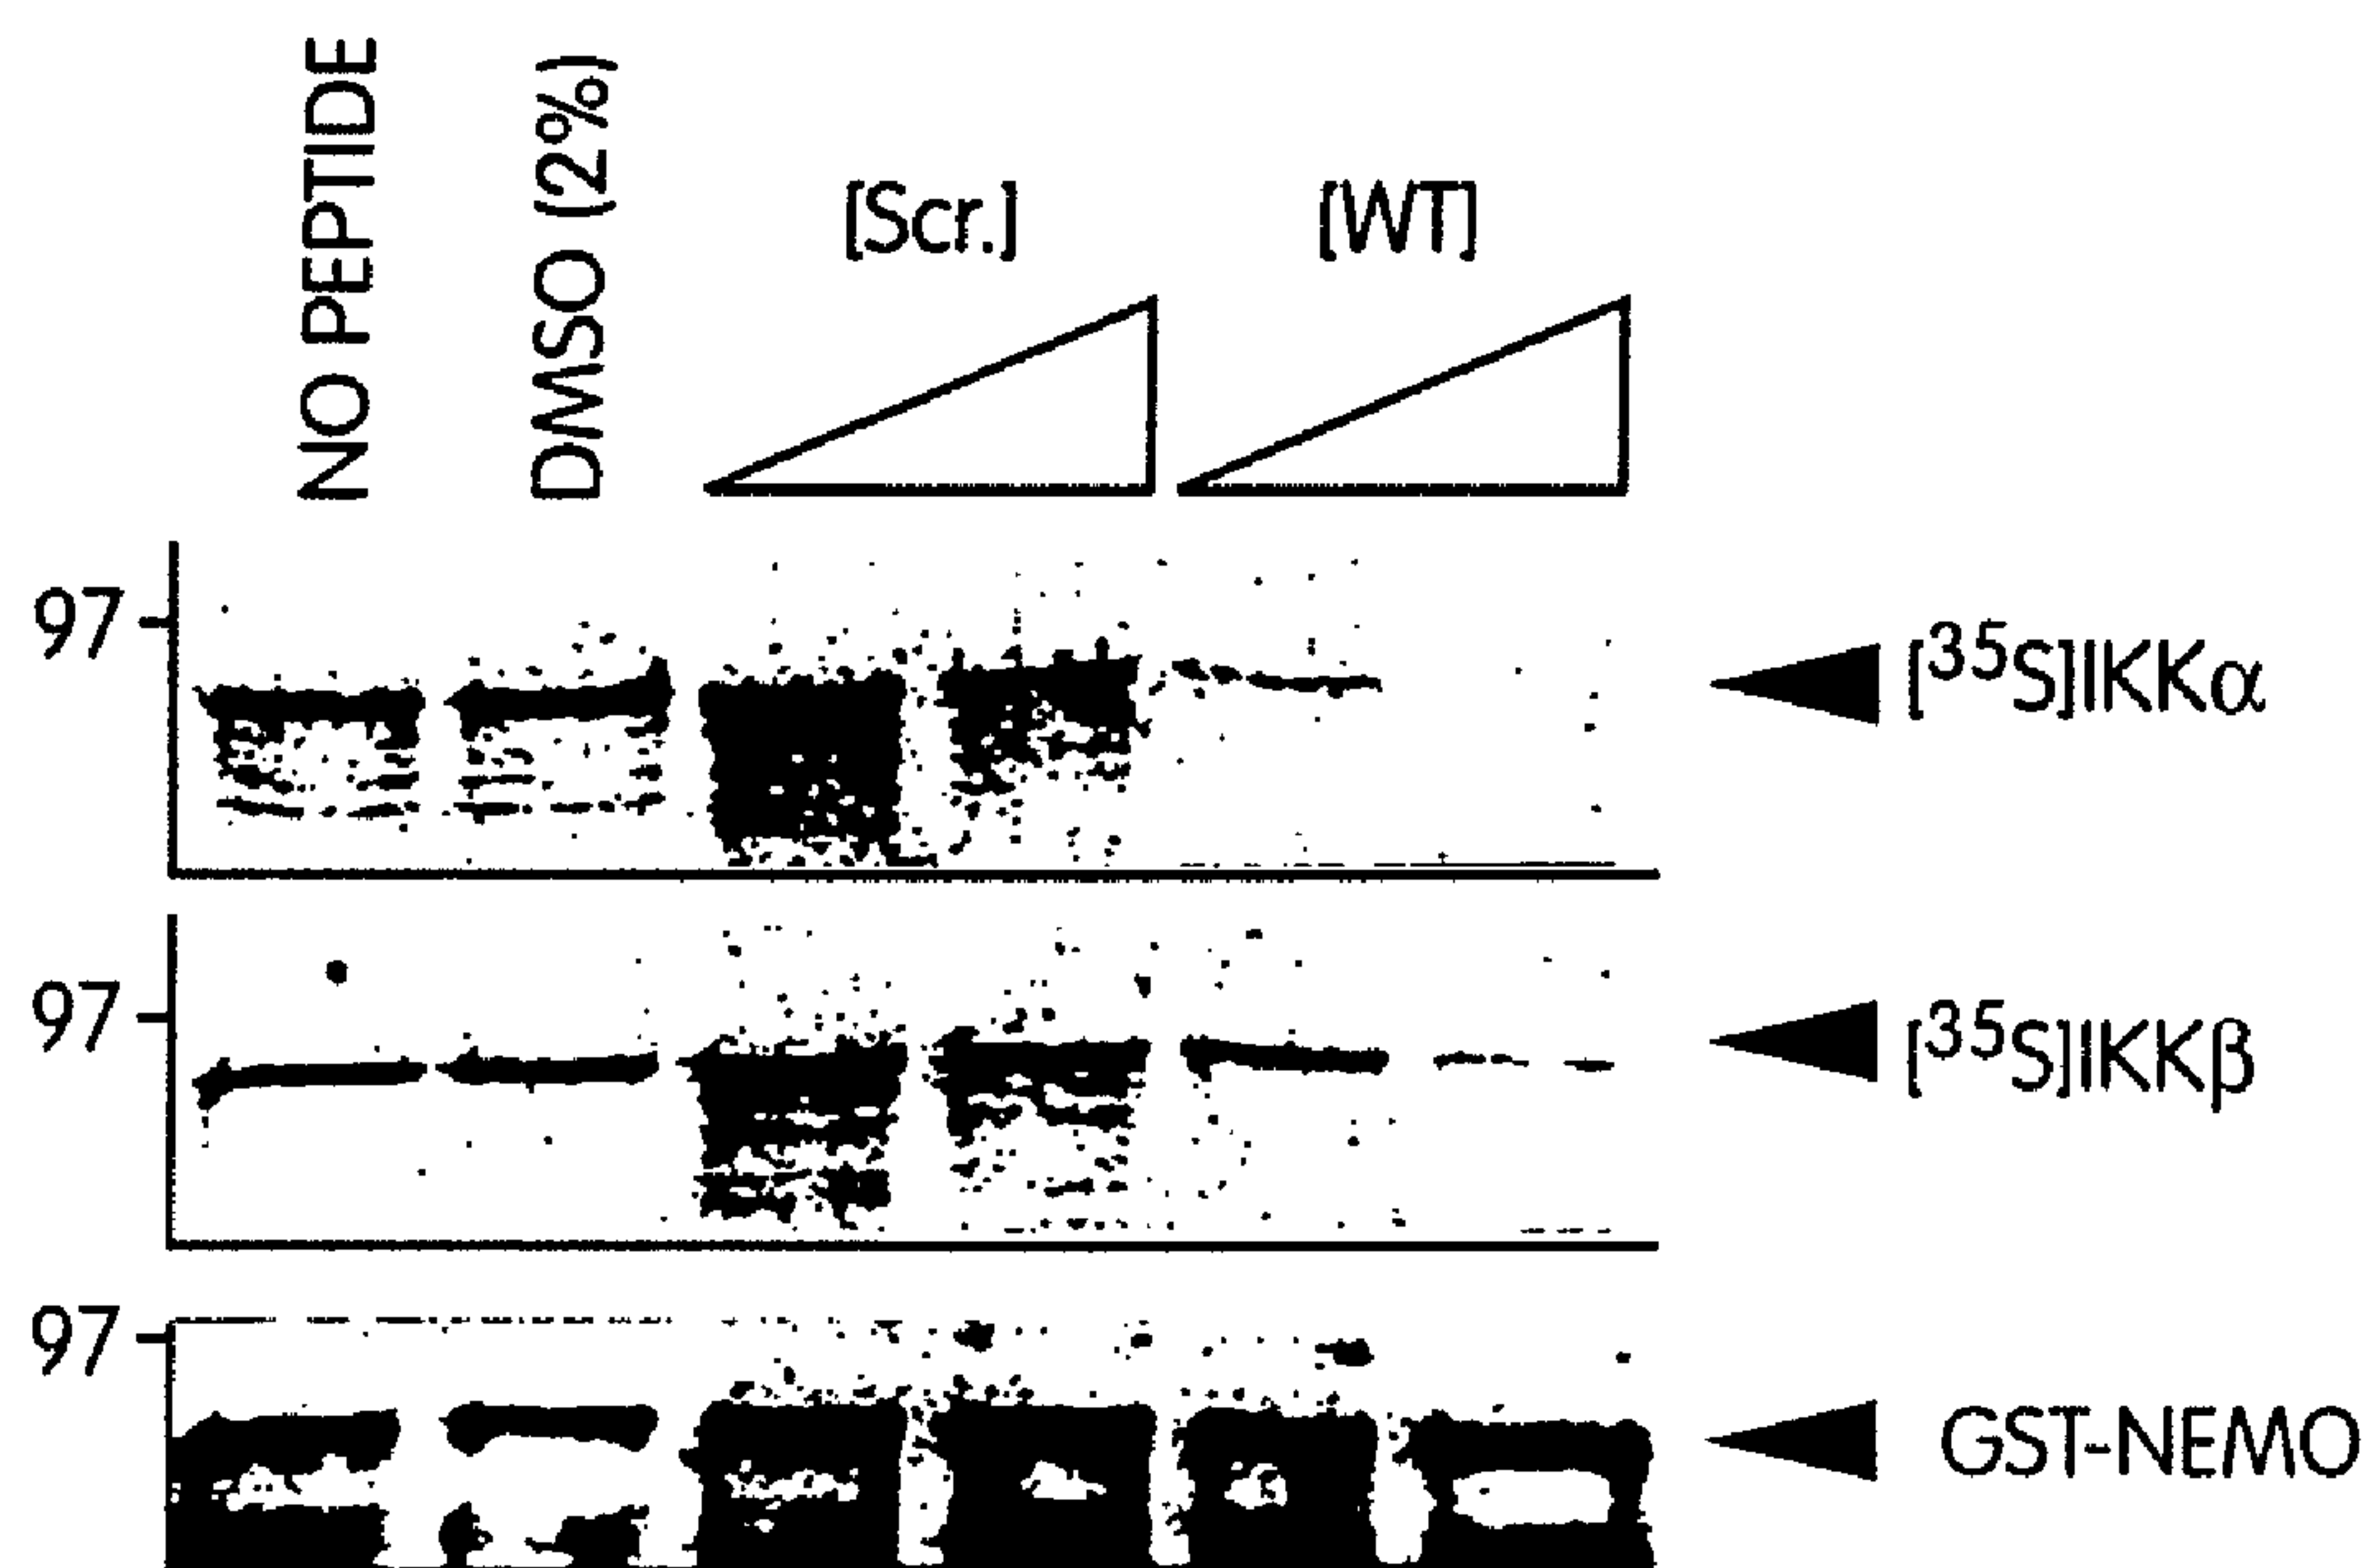 NO PEPTIDE
DMSO (2%)
[Scr.]
[WT]
97
[³⁵S]IKKα
97
[³⁵S]IKKβ
97
GST-NEMO